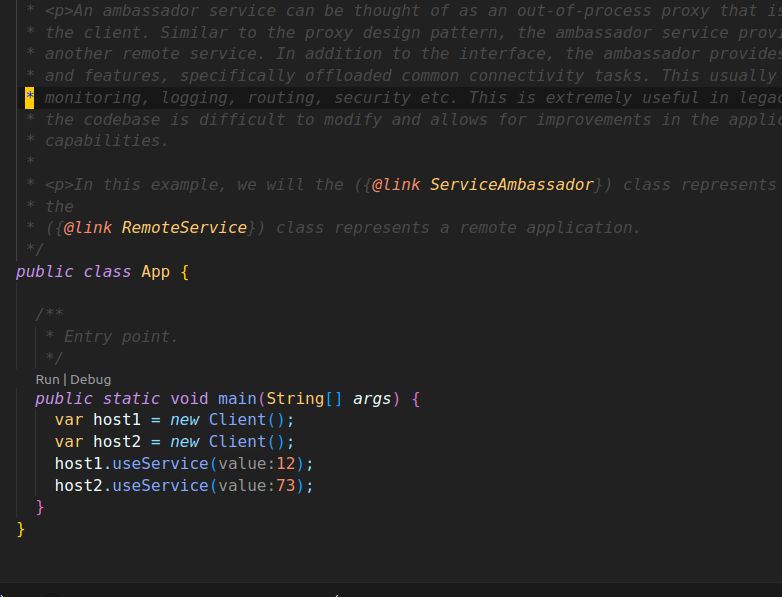 * <p>An ambassador service can be thought of as an out-of-process proxy that is
* the client. Similar to the proxy design pattern, the ambassador service provi
* another remote service. In addition to the interface, the ambassador provides
* and features, specifically offloaded common connectivity tasks. This usually
* monitoring, logging, routing, security etc. This is extremely useful in legac
* the codebase is difficult to modify and allows for improvements in the applic
* capabilities.
*
* <p>In this example, we will the ({@link ServiceAmbassador}) class represents
* the
* ({@link RemoteService}) class represents a remote application.
*/
public class App {
/**
* Entry point.
*/
Run | Debug
public static void main(String[] args) {
var host1 = new Client();
var host2 = new Client();
host1.useService(value:12);
host2.useService(value:73);
}
}